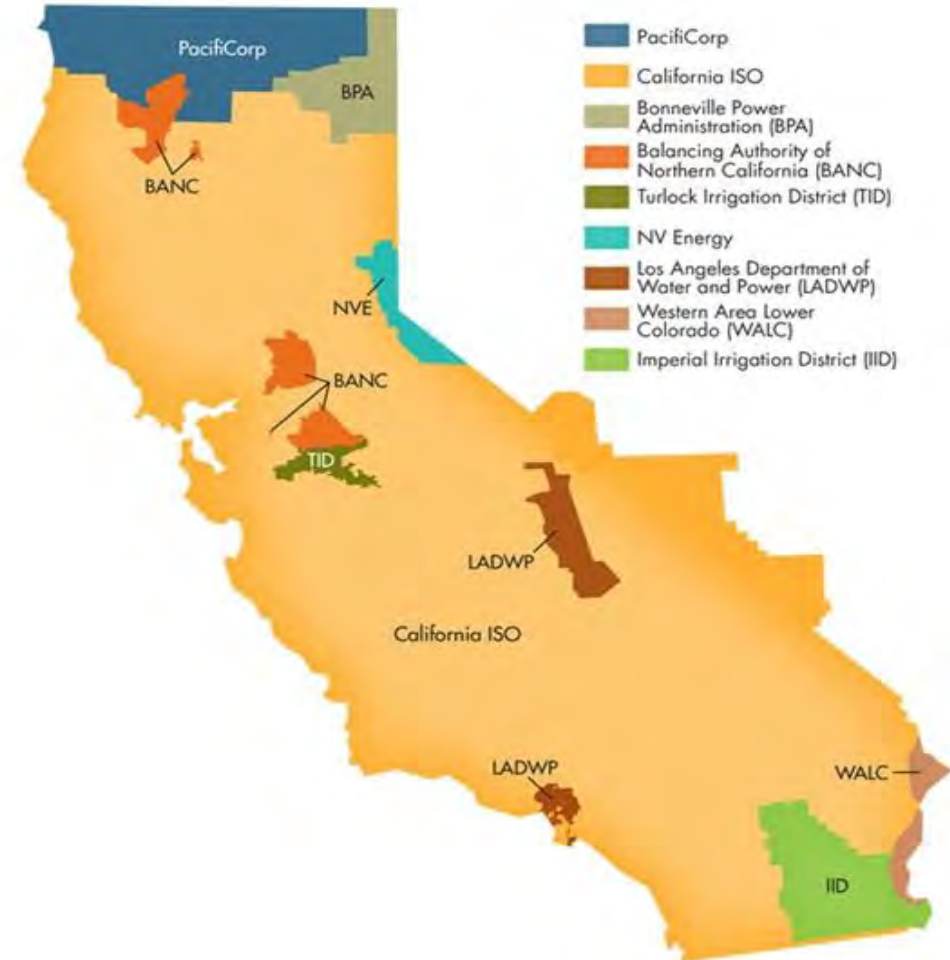 PacifiCorp
BPA
BANC
NVE
BANC
TID
LADWP
California ISO
LADWP
WALC
IID
PacifiCorp
California ISO
Bonneville Power
Administration (BPA)
Balancing Authority of
Northern California (BANC)
Turlock Irrigation District (TID)
NV Energy
Los Angeles Department of
Water and Power (LADWP)
Western Area Lower
Colorado (WALC)
Imperial Irrigation District (IID)